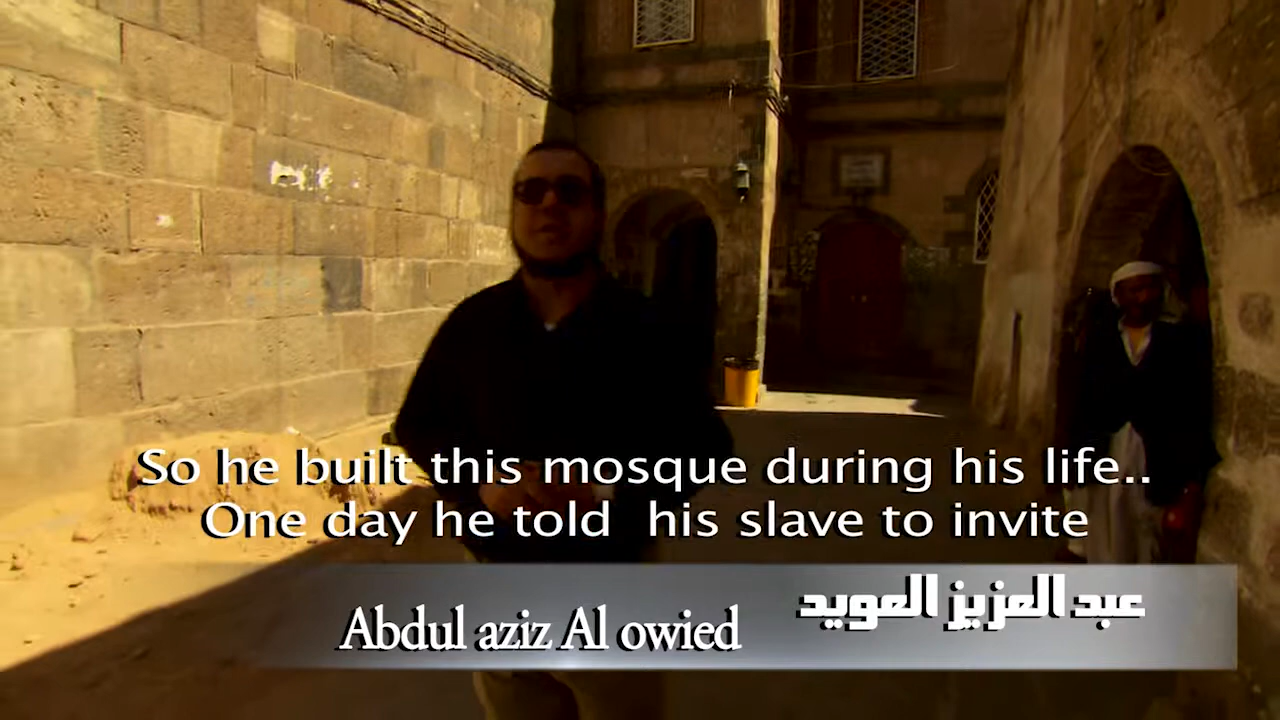 So he built this mosque during his life..
One day he told his slave to invite
عبد العزيز العويد
Abdul aziz Al owied